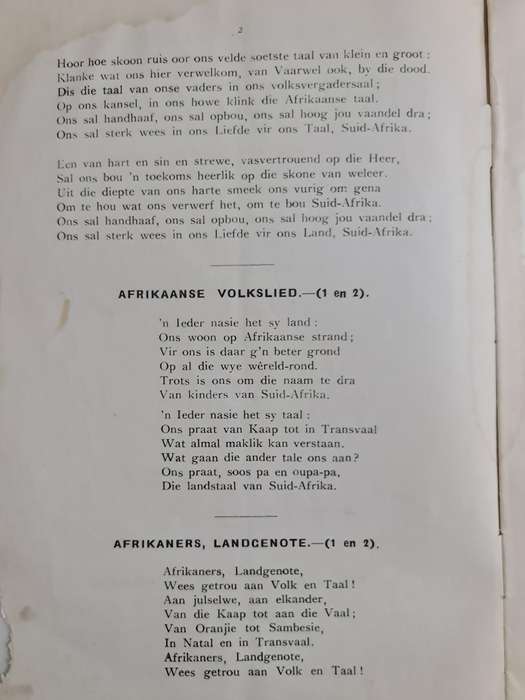 2
Hoor hoe skoon ruis oor ons velde soetste taal van klein en groot :
Klanke wat ons hier verwelkom, van Vaarwel ook, by die dood.
Dis die taal van onse vaders in ons volksvergadersaal ;
Op ons kansel, in ons howe klink die Afrikaanse taal.
Ons sal handhaaf, ons sal opbou, ons sal hoog jou vaandel dra ;
Ons sal sterk wees in ons Liefde vir ons Taal, Suid-Afrika.
Een van hart en sin en strewe, vasvertrouend op die Heer,
Sal ons bou 'n toekoms heerlik op die skone van weleer.
Uit die diepte van ons harte smeek ons vurig om gena
Om te hou wat ons verwerf het, om te bou Suid-Afrika.
Ons sal handhaaf, ons sal opbou, ons sal hoog jou vaandel dra ;
Ons sal sterk wees in ons Liefde vir ons Land, Suid-Afrika.
AFRIKAANSE VOLKSLIED.—(1 en 2).
'n Ieder nasie het sy land :
Ons woon op Afrikaanse strand ;
Vir ons is daar g'n beter grond
Op al die wye wêreld-rond.
Trots is ons om die naam te dra
Van kinders van Suid-Afrika.
'n Ieder nasie het sy taal :
Ons praat van Kaap tot in Transvaal
Wat almal maklik kan verstaan.
Wat gaan die ander tale ons aan?
Ons praat, soos pa en oupa-pa,
Die landstaal van Suid-Afrika.
AFRIKANERS, LANDGENOTE.—(1 en 2).
Afrikaners, Landgenote,
Wees getrou aan Volk en Taal !
Aan julselwe, aan elkander,
Van die Kaap tot aan die Vaal ;
Van Oranjie tot Sambesie,
In Natal en in Transvaal.
Afrikaners, Landgenote,
Wees getrou aan Volk en Taal !